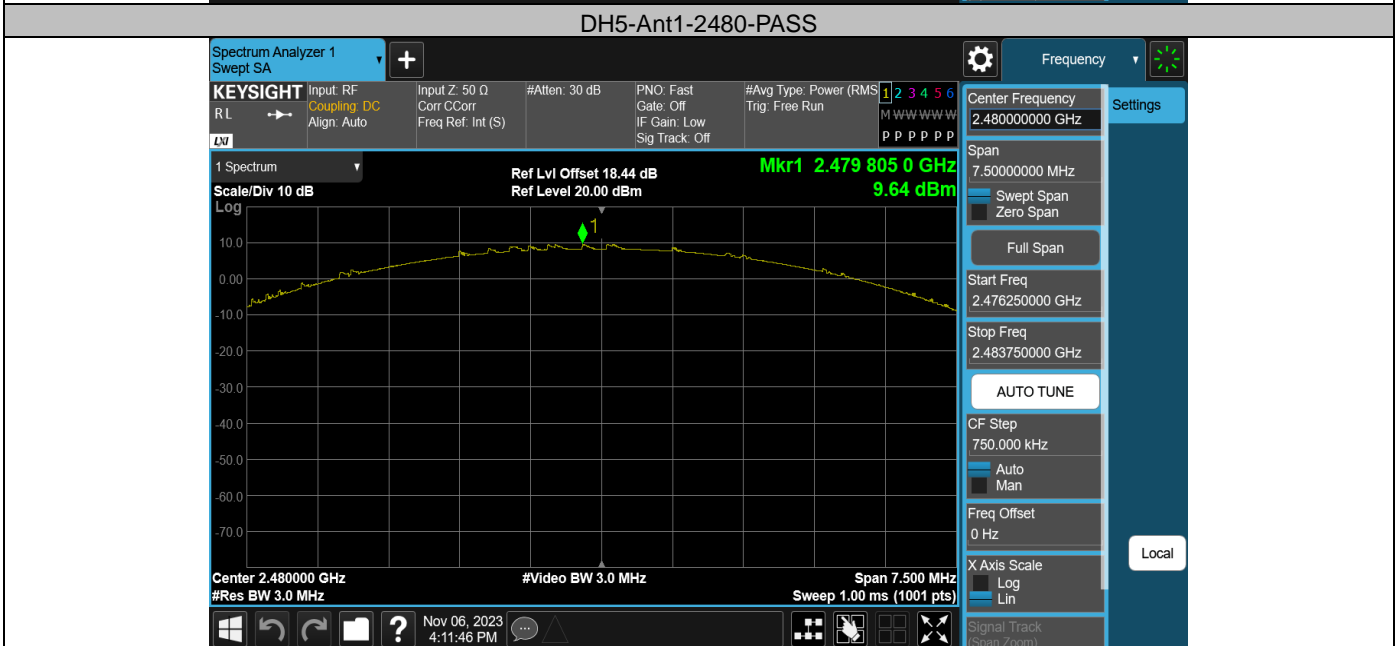 DH5-Ant1-2480-PASS
Spectrum Analyzer 1
Swept SA
Frequency
KEYSIGHT
RL
LXI
Input: RF
Coupling: DC
Align: Auto
Input Z: 50 Ω
Corr CCorr
Freq Ref: Int (S)
#Atten: 30 dB
PNO: Fast
Gate: Off
IF Gain: Low
Sig Track: Off
#Avg Type: Power (RMS
Trig: Free Run
1 2 3 4 5 6
M W W W W W
P P P P P P
1 Spectrum
Scale/Div 10 dB
Log
Ref Lvl Offset 18.44 dB
Ref Level 20.00 dBm
Mkr1 2.479 805 0 GHz
9.64 dBm
1
10.0
0.00
-10.0
-20.0
-30.0
-40.0
-50.0
-60.0
-70.0
Center 2.480000 GHz
#Res BW 3.0 MHz
#Video BW 3.0 MHz
Span 7.500 MHz
Sweep 1.00 ms (1001 pts)
Nov 06, 2023
4:11:46 PM
Center Frequency
2.480000000 GHz
Settings
Span
7.50000000 MHz
Swept Span
Zero Span
Full Span
Start Freq
2.476250000 GHz
Stop Freq
2.483750000 GHz
AUTO TUNE
CF Step
750.000 kHz
Auto
Man
Freq Offset
0 Hz
X Axis Scale
Log
Lin
Local
Signal Track
(Span Zoom)